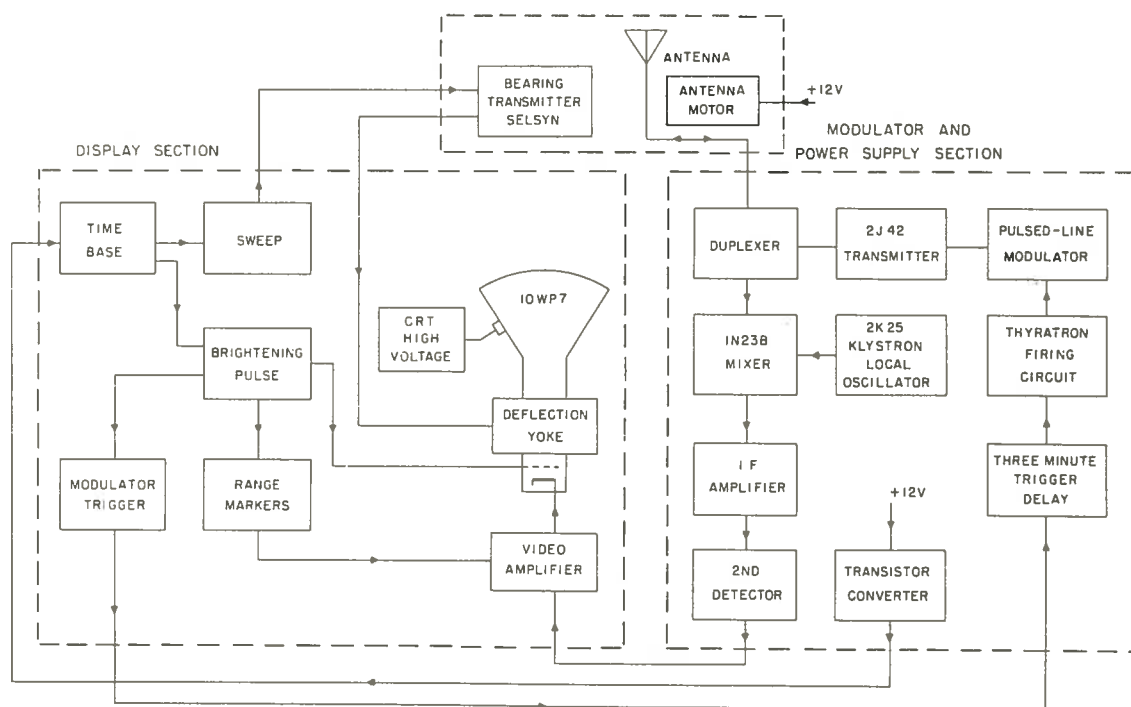 ANTENNA
BEARING
TRANSMITTER
SELSYN
ANTENNA
MOTOR
+12V
DISPLAY SECTION
MODULATOR AND
POWER SUPPLY SECTION
TIME
BASE
SWEEP
DUPLEXER
2J42
TRANSMITTER
PULSED-LINE
MODULATOR
10WP7
CRT
HIGH
VOLTAGE
BRIGHTENING
PULSE
IN23B
MIXER
2K25
KLYSTRON
LOCAL
OSCILLATOR
THYRATRON
FIRING
CIRCUIT
DEFLECTION
YOKE
MODULATOR
TRIGGER
RANGE
MARKERS
IF
AMPLIFIER
THREE MINUTE
TRIGGER
DELAY
+12V
VIDEO
AMPLIFIER
2ND
DETECTOR
TRANSISTOR
CONVERTER